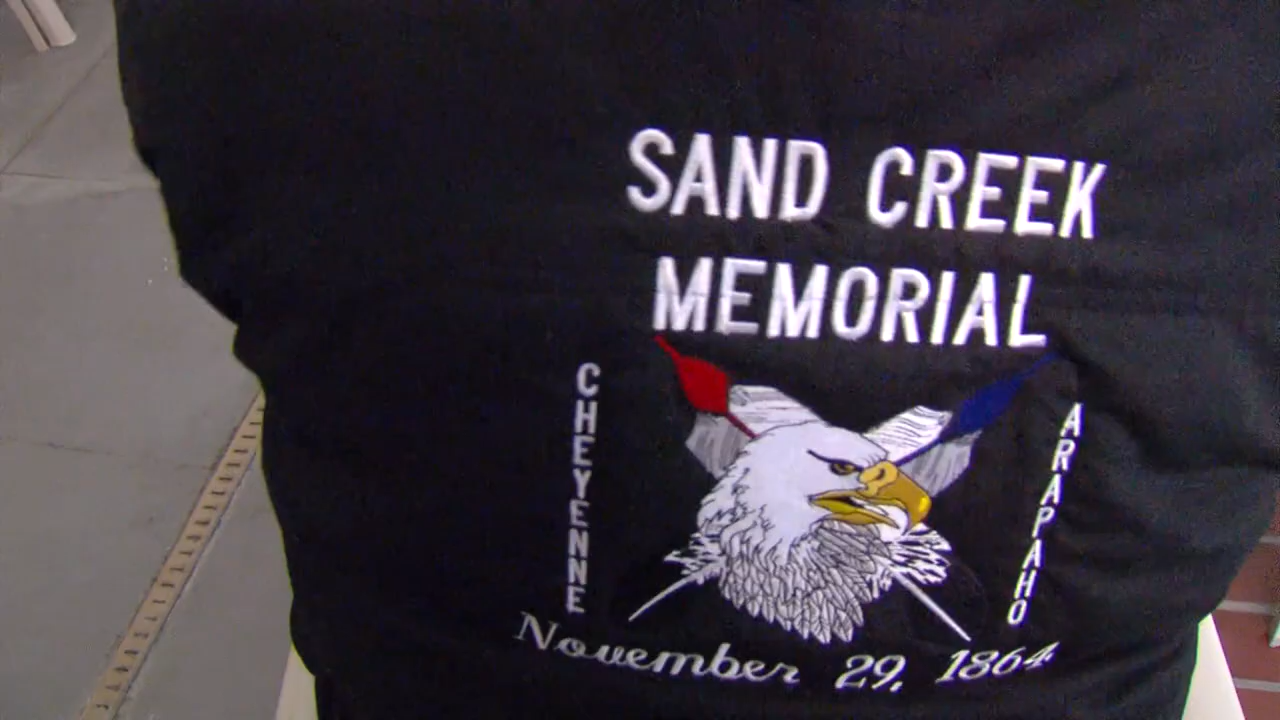 SAND CREEK
MEMORIAL
CHEYENNE
ARAPAHO
November 29, 1864